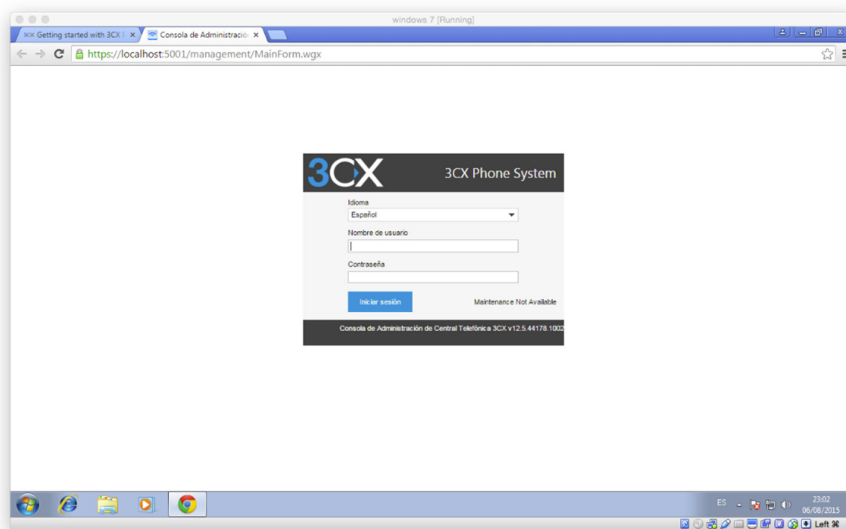 windows 7 [Running]
3CX Getting started with 3CX
Consola de Administració
https://localhost:5001/management/MainForm.wgx
3CX
3CX Phone System
Idioma
Español
Nombre de usuario
Contraseña
Iniciar sesión
Maintenance Not Available
Consola de Administración de Central Telefónica 3CX v12.5.44178.1002
ES
23:02
06/08/2015
Left ⌘